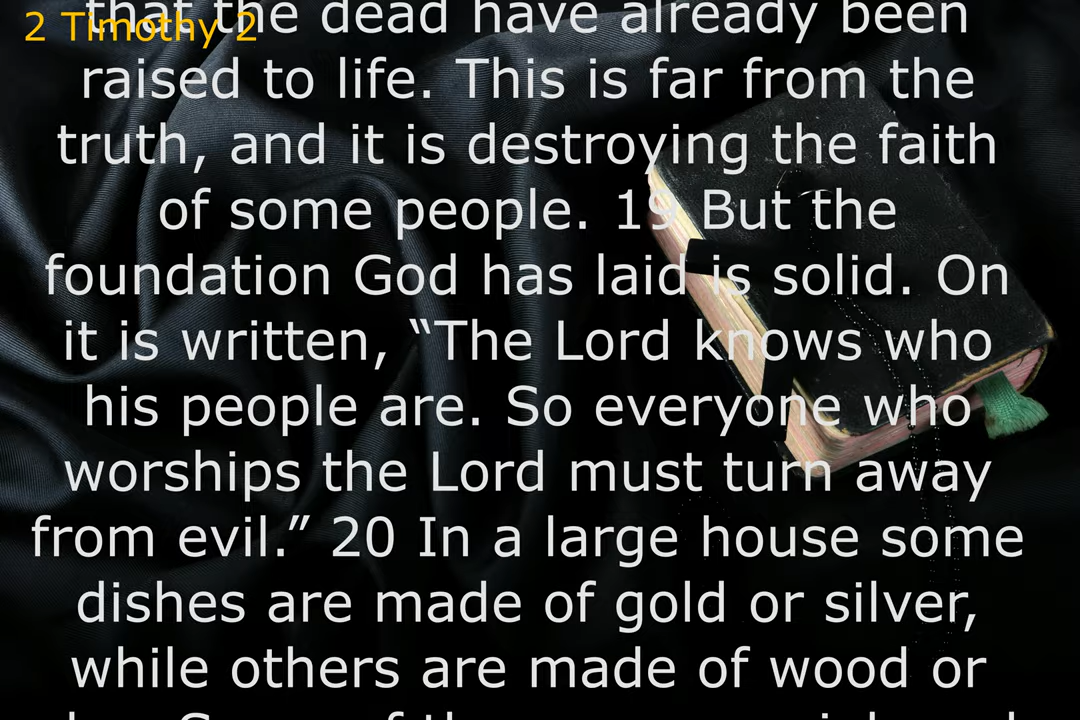 2 Timothy 2
that the dead have already been
raised to life. This is far from the
truth, and it is destroying the faith
of some people. 19 But the
foundation God has laid is solid. On
it is written, “The Lord knows who
his people are. So everyone who
worships the Lord must turn away
from evil.” 20 In a large house some
dishes are made of gold or silver,
while others are made of wood or